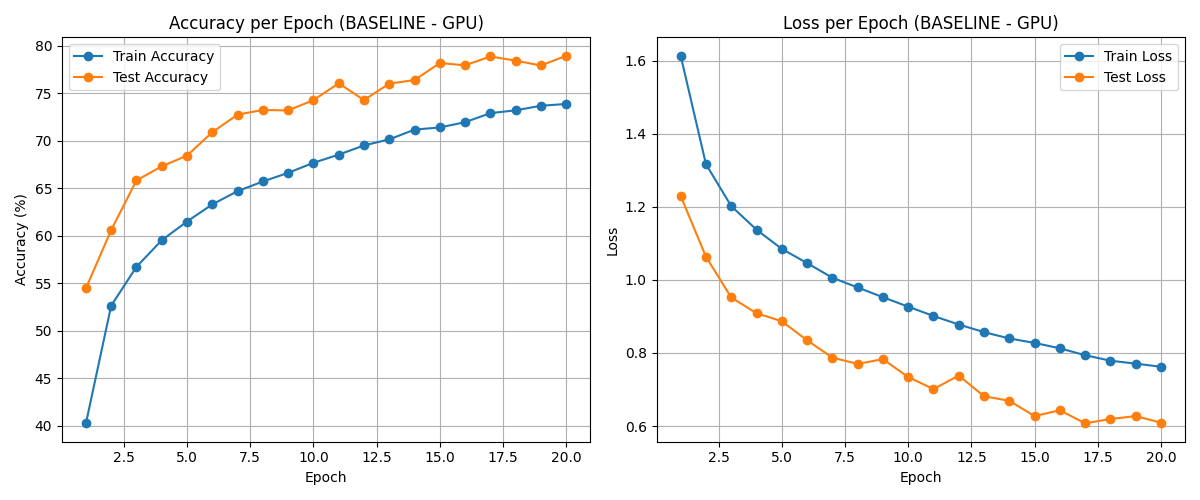 Accuracy per Epoch (BASELINE - GPU)
Train Accuracy
Test Accuracy
Accuracy (%)
80
75
70
65
60
55
50
45
40
2.5 5.0 7.5 10.0 12.5 15.0 17.5 20.0
Epoch
Loss per Epoch (BASELINE - GPU)
Train Loss
Test Loss
Loss
1.6
1.4
1.2
1.0
0.8
0.6
2.5 5.0 7.5 10.0 12.5 15.0 17.5 20.0
Epoch